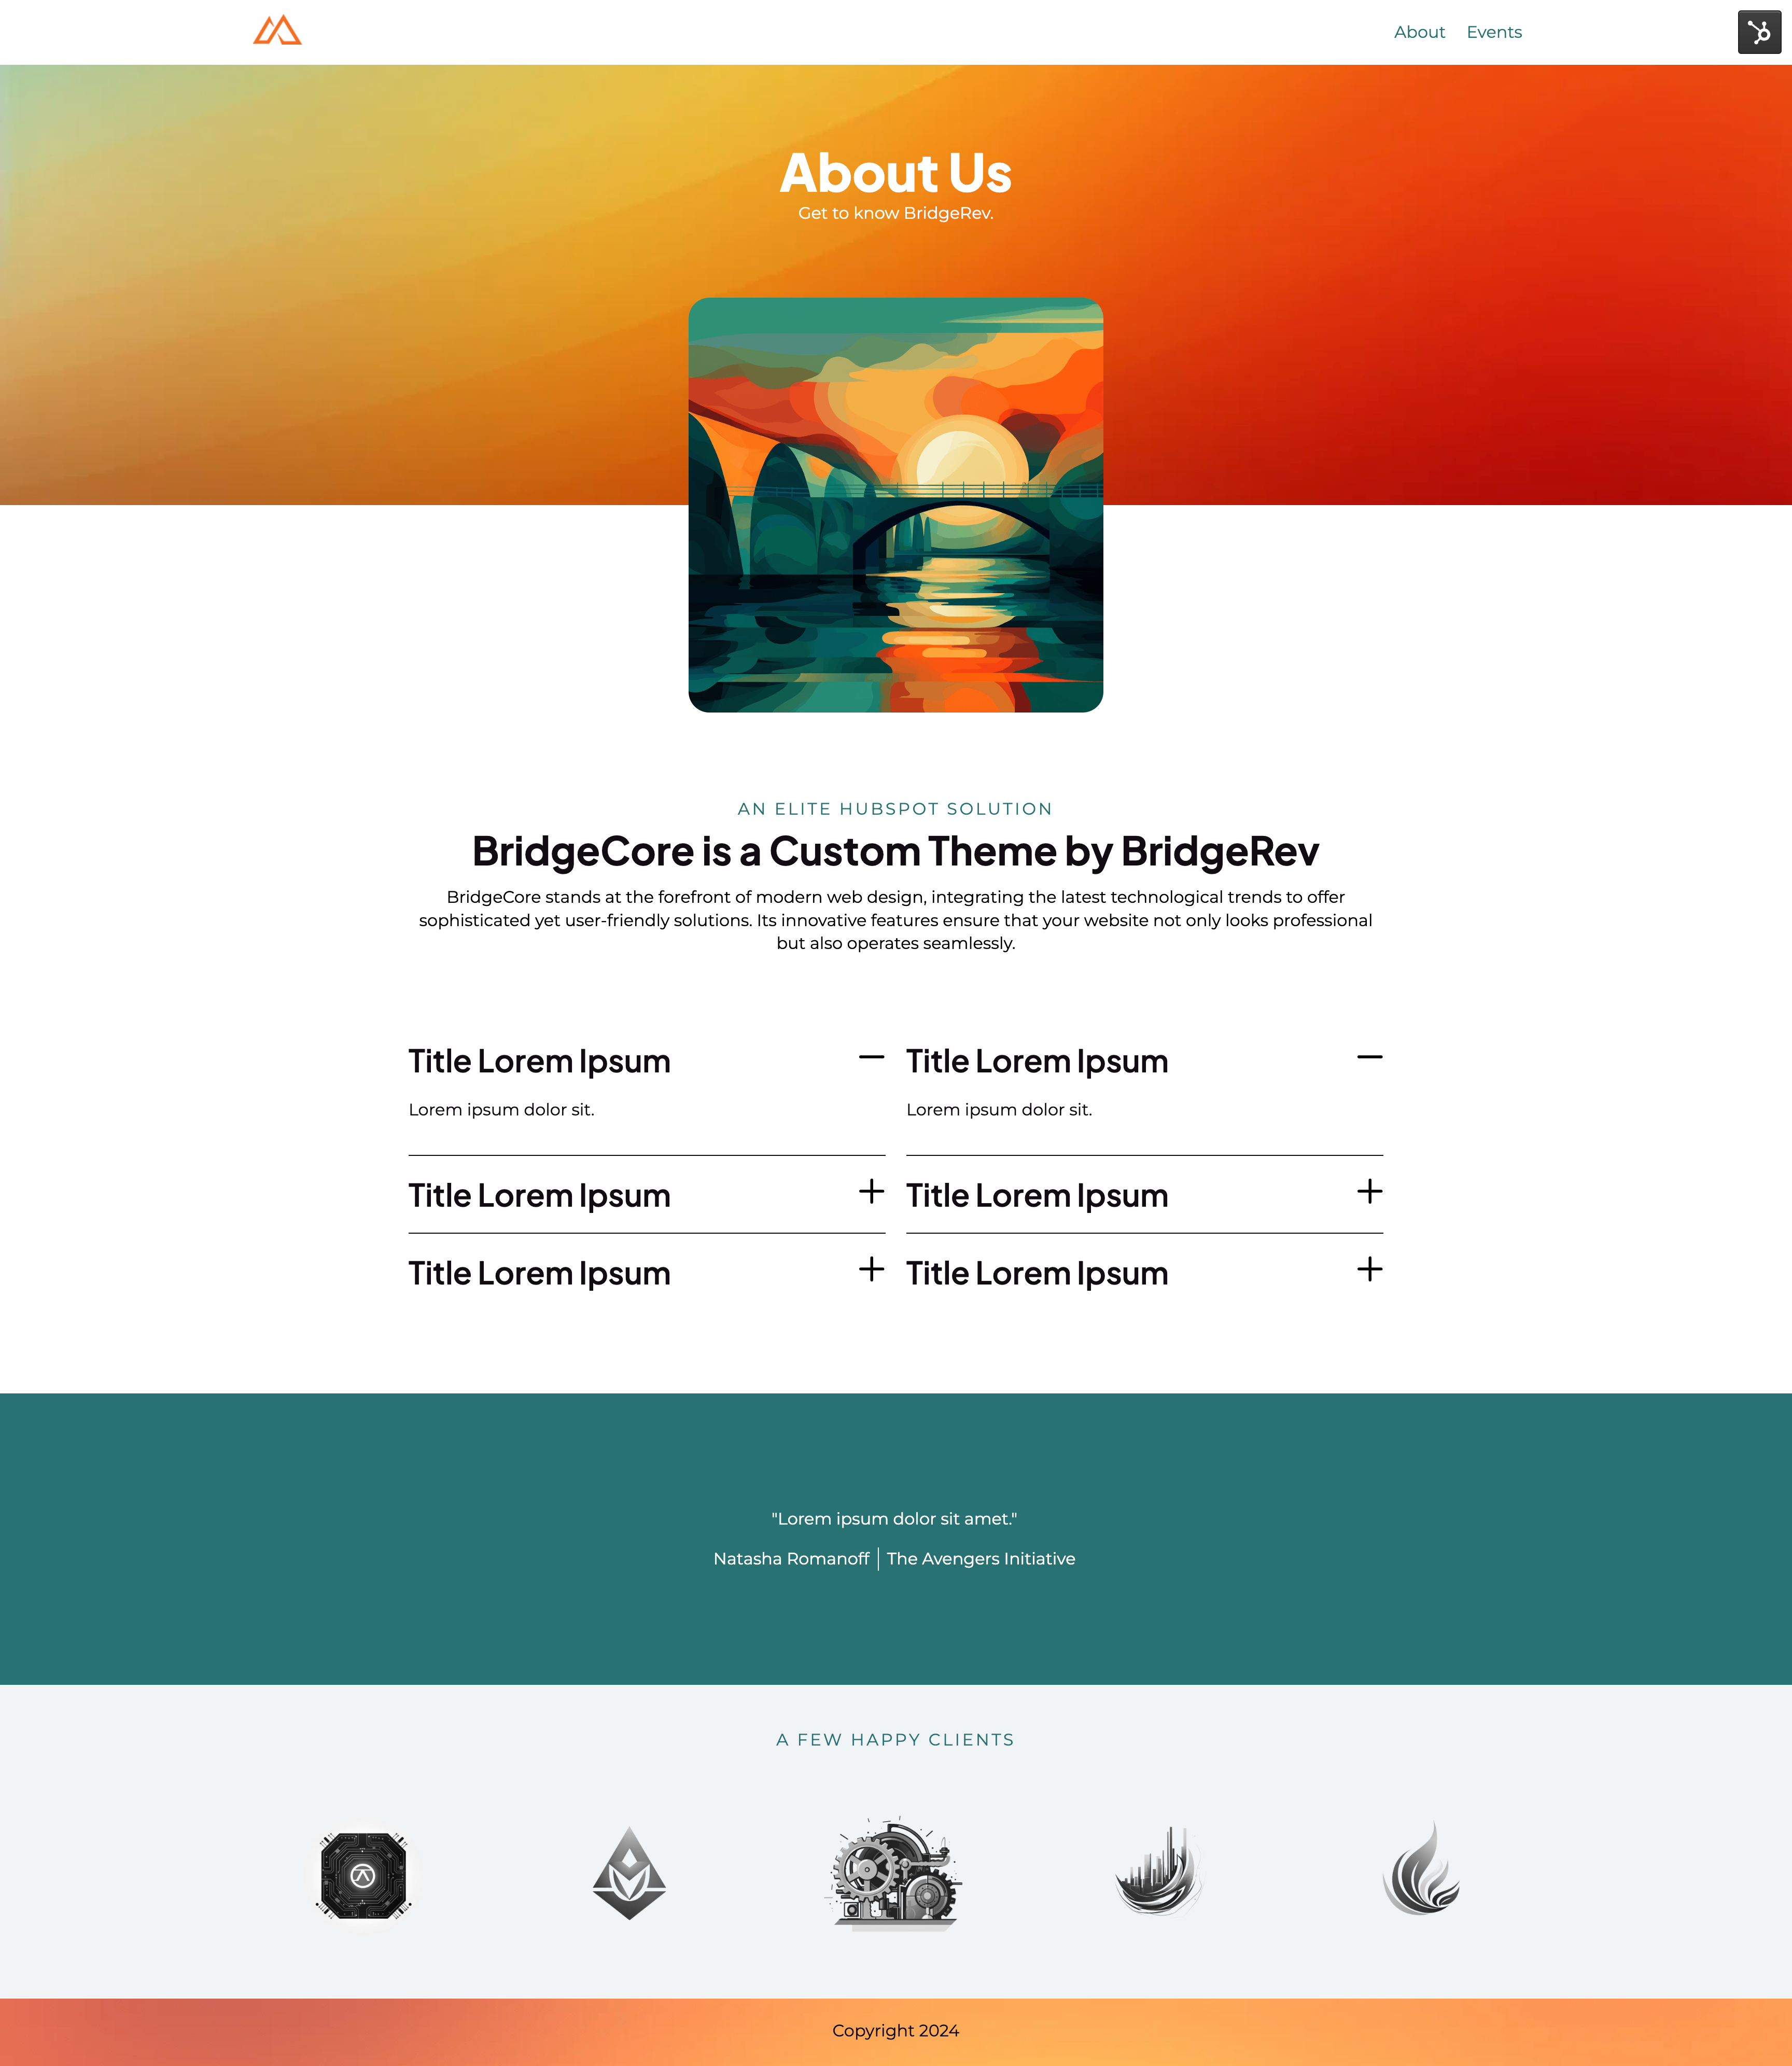 About Events
About Us
Get to know BridgeRev.
AN ELITE HUBSPOT SOLUTION
BridgeCore is a Custom Theme by BridgeRev
BridgeCore stands at the forefront of modern web design, integrating the latest technological trends to offer
sophisticated yet user-friendly solutions. Its innovative features ensure that your website not only looks professional
but also operates seamlessly.
Title Lorem Ipsum
Lorem ipsum dolor sit.
Title Lorem Ipsum
Title Lorem Ipsum
Title Lorem Ipsum
Lorem ipsum dolor sit.
Title Lorem Ipsum
Title Lorem Ipsum
"Lorem ipsum dolor sit amet."
Natasha Romanoff | The Avengers Initiative
A FEW HAPPY CLIENTS
Copyright 2024